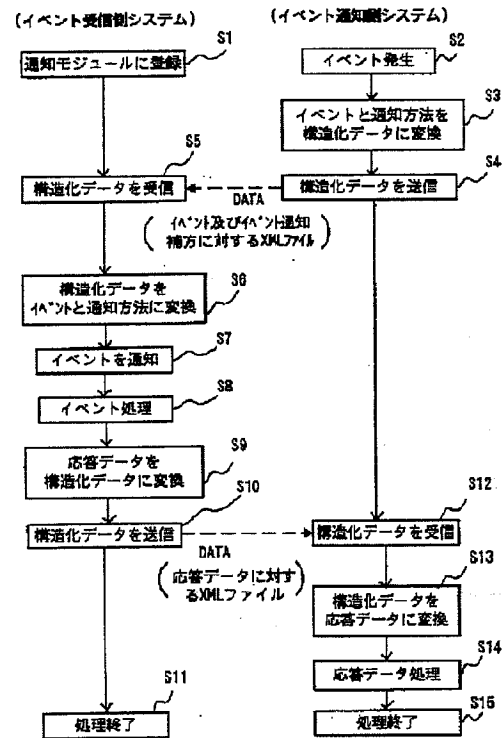 (イベント受信側システム)
S1
通知モジュールに登録
(イベント通知側システム)
S2
イベント発生
S3
イベントと通知方法を
構造化データに変換
S4
構造化データを送信
S5
構造化データを受信
DATA
(イベント及びイベント通知
補方に対するXMLファイル)
S6
構造化データを
イベントと通知方法に変換
S7
イベントを通知
S8
イベント処理
S9
応答データを
構造化データに変換
S10
構造化データを送信
DATA
(応答データに対す
るXMLファイル)
S12
構造化データを受信
S13
構造化データを
応答データに変換
S14
応答データ処理
S11
処理終了
S15
処理終了